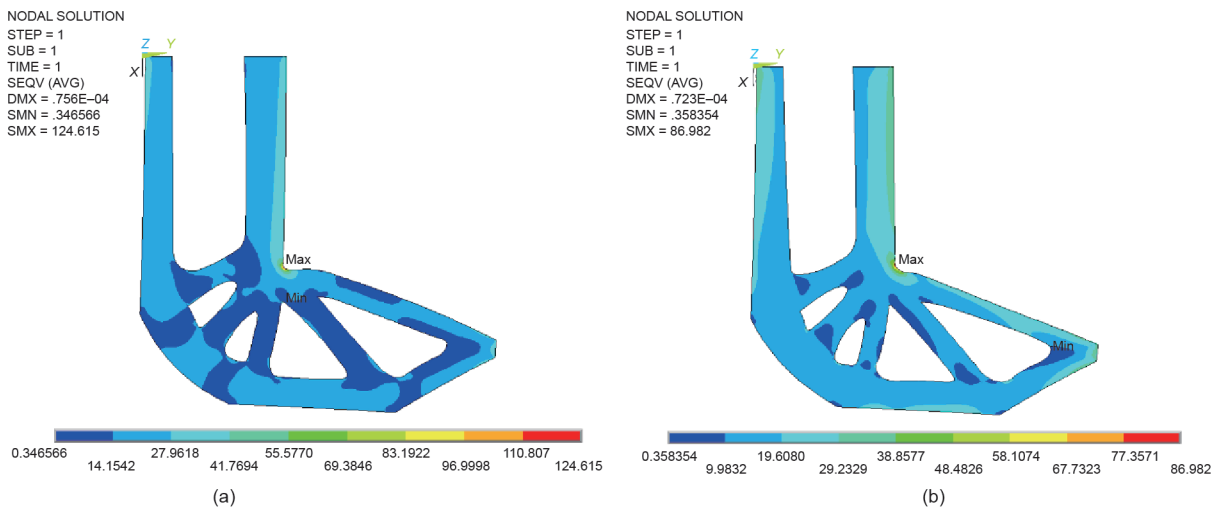 NODAL SOLUTION
STEP = 1
SUB = 1
TIME = 1
SEQV (AVG)
DMX = .756E–04
SMN = .346566
SMX = 124.615
Z Y
X
Max
Min
0.346566 27.9618 55.5770 83.1922 110.807
14.1542 41.7694 69.3846 96.9998 124.615
(a)
NODAL SOLUTION
STEP = 1
SUB = 1
TIME = 1
SEQV (AVG)
DMX = .723E–04
SMN = .358354
SMX = 86.982
Z Y
X
Max
Min
0.358354 19.6080 38.8577 58.1074 77.3571
9.9832 29.2329 48.4826 67.7323 86.982
(b)